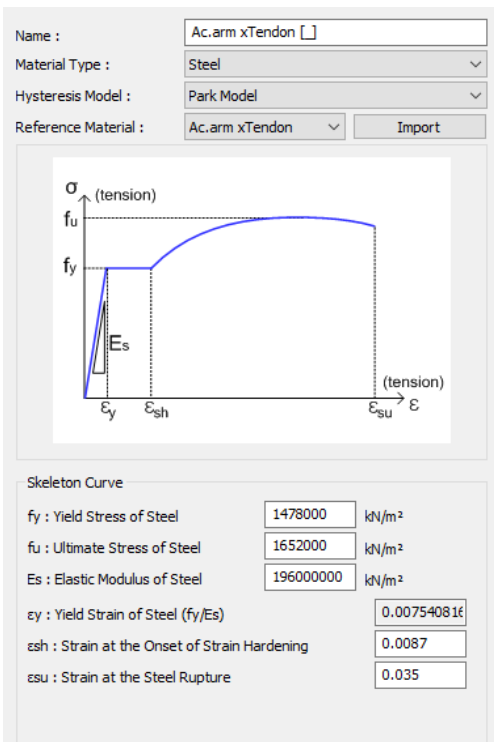 Name :
Ac.arm xTendon [_]
Material Type :
Steel
Hysteresis Model :
Park Model
Reference Material :
Ac.arm xTendon
Import
σ
(tension)
fu
fy
Es
(tension)
εy
εsh
εsu
ε
Skeleton Curve
fy : Yield Stress of Steel
1478000
kN/m²
fu : Ultimate Stress of Steel
1652000
kN/m²
Es : Elastic Modulus of Steel
196000000
kN/m²
εy : Yield Strain of Steel (fy/Es)
0.00754081
εsh : Strain at the Onset of Strain Hardening
0.0087
εsu : Strain at the Steel Rupture
0.035